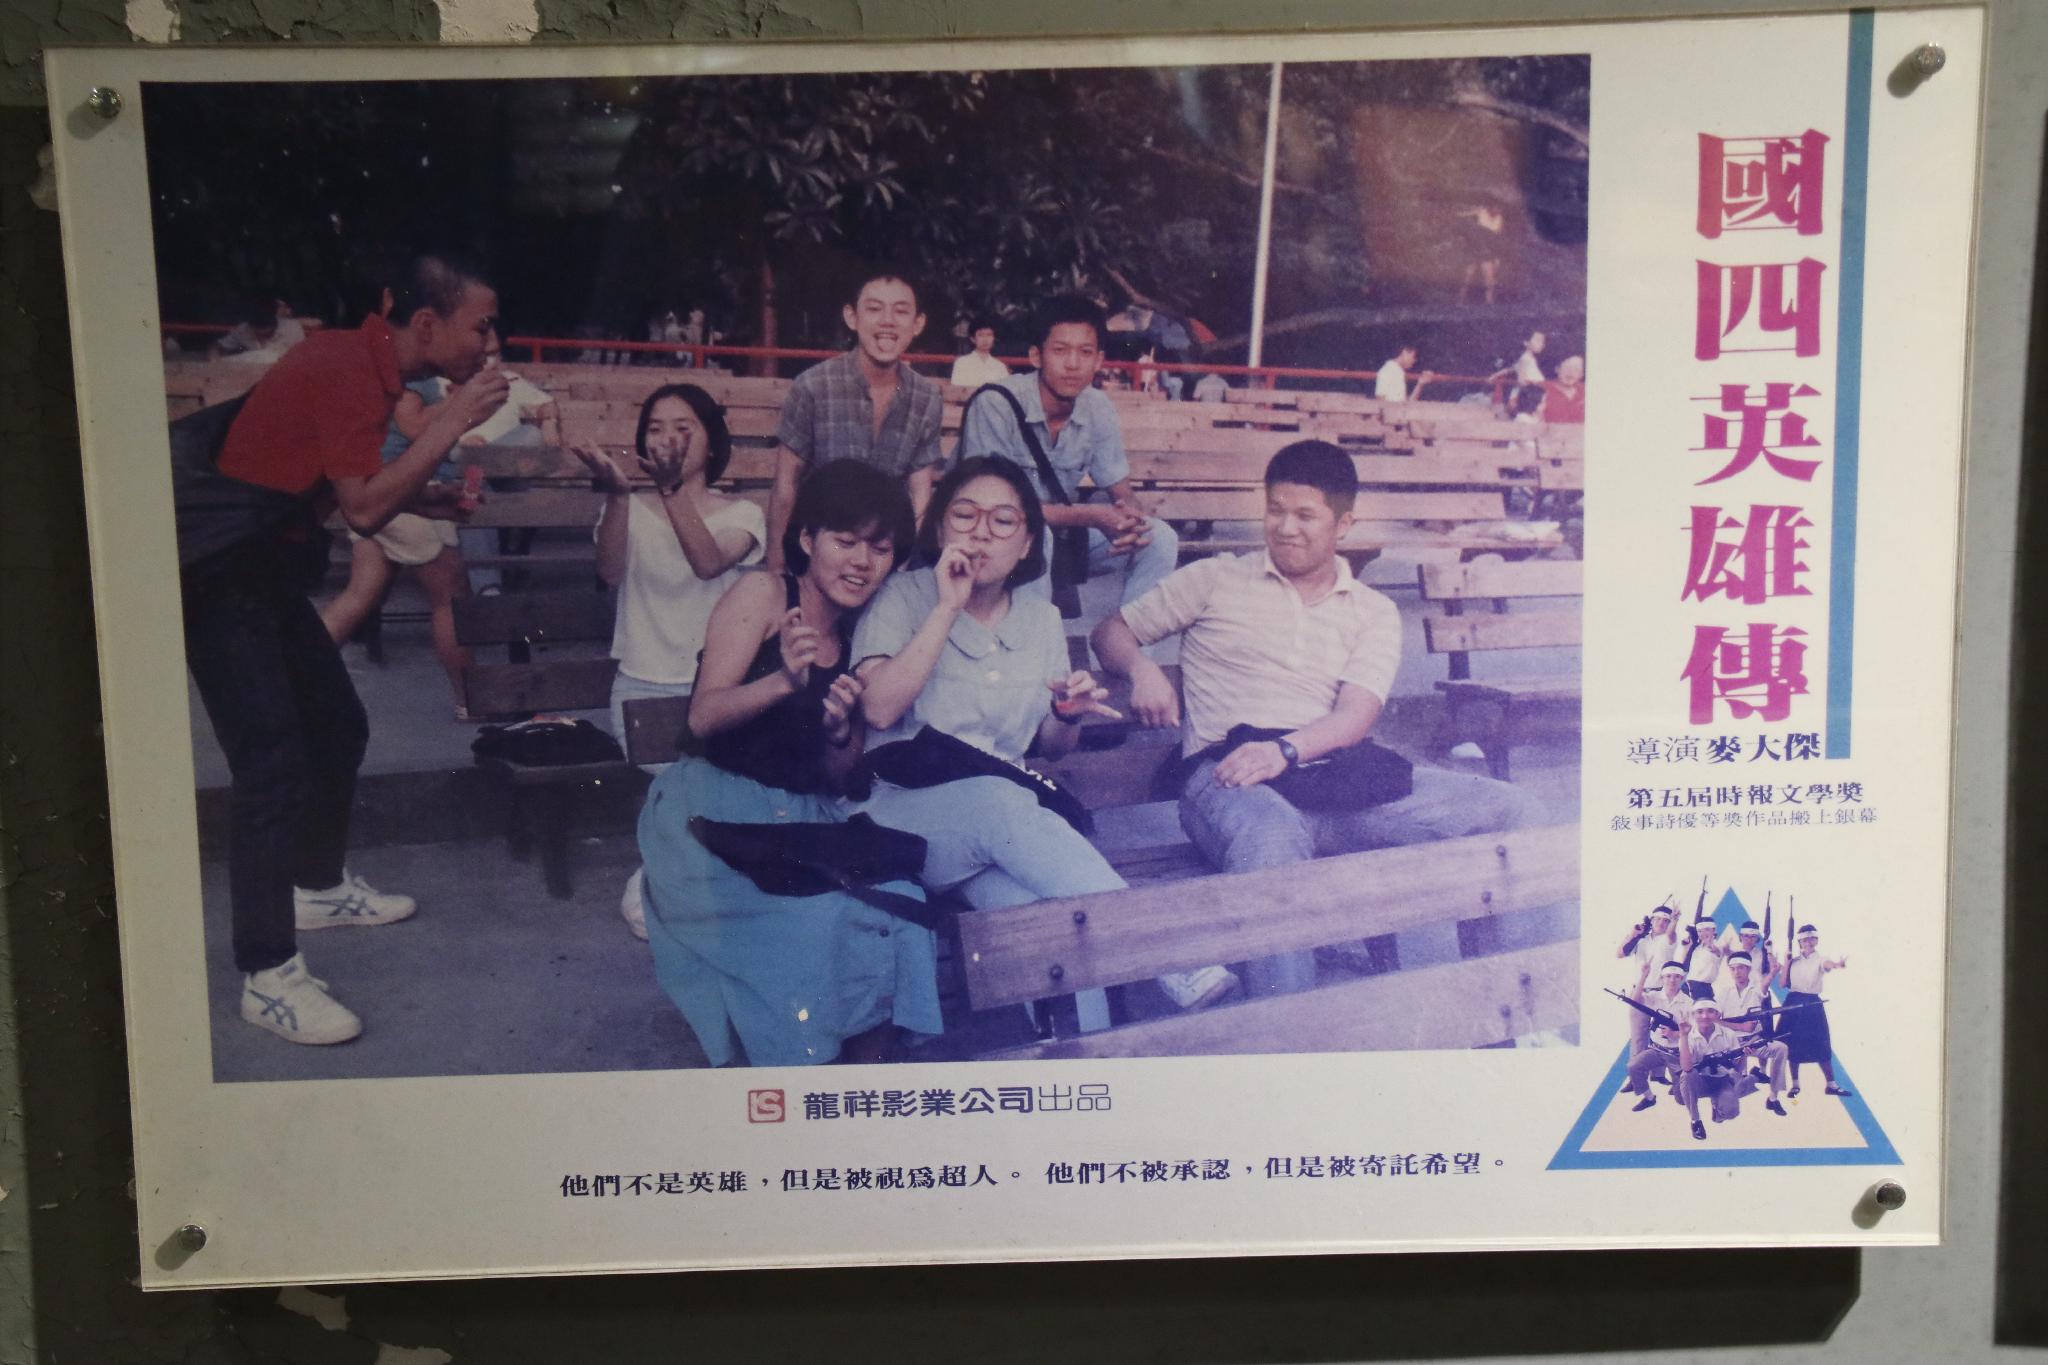 國四英雄傳
導演麥大傑
第五屆時報文學獎
敍事詩優等獎作品搬上銀幕
LS 龍祥影業公司出品
他們不是英雄，但是被視爲超人。 他們不被承認，但是被寄託希望。